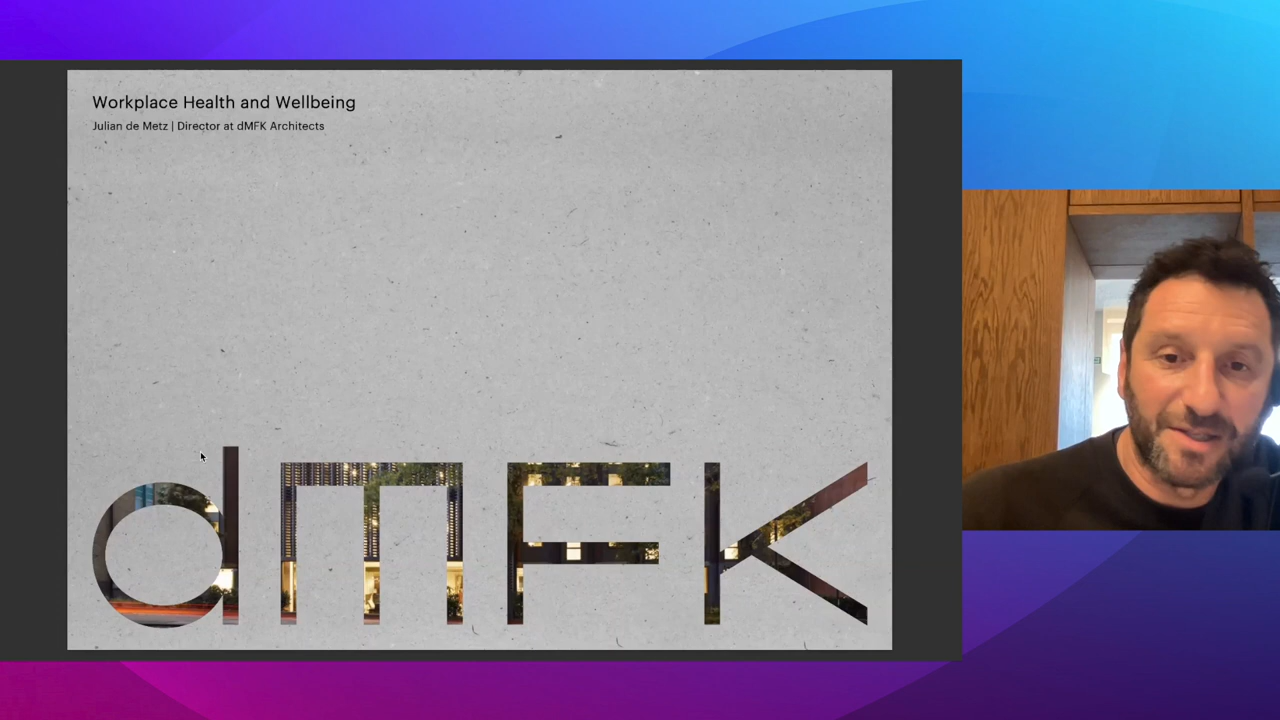 Workplace Health and Wellbeing
Julian de Metz | Director at dMFK Architects
dmFK